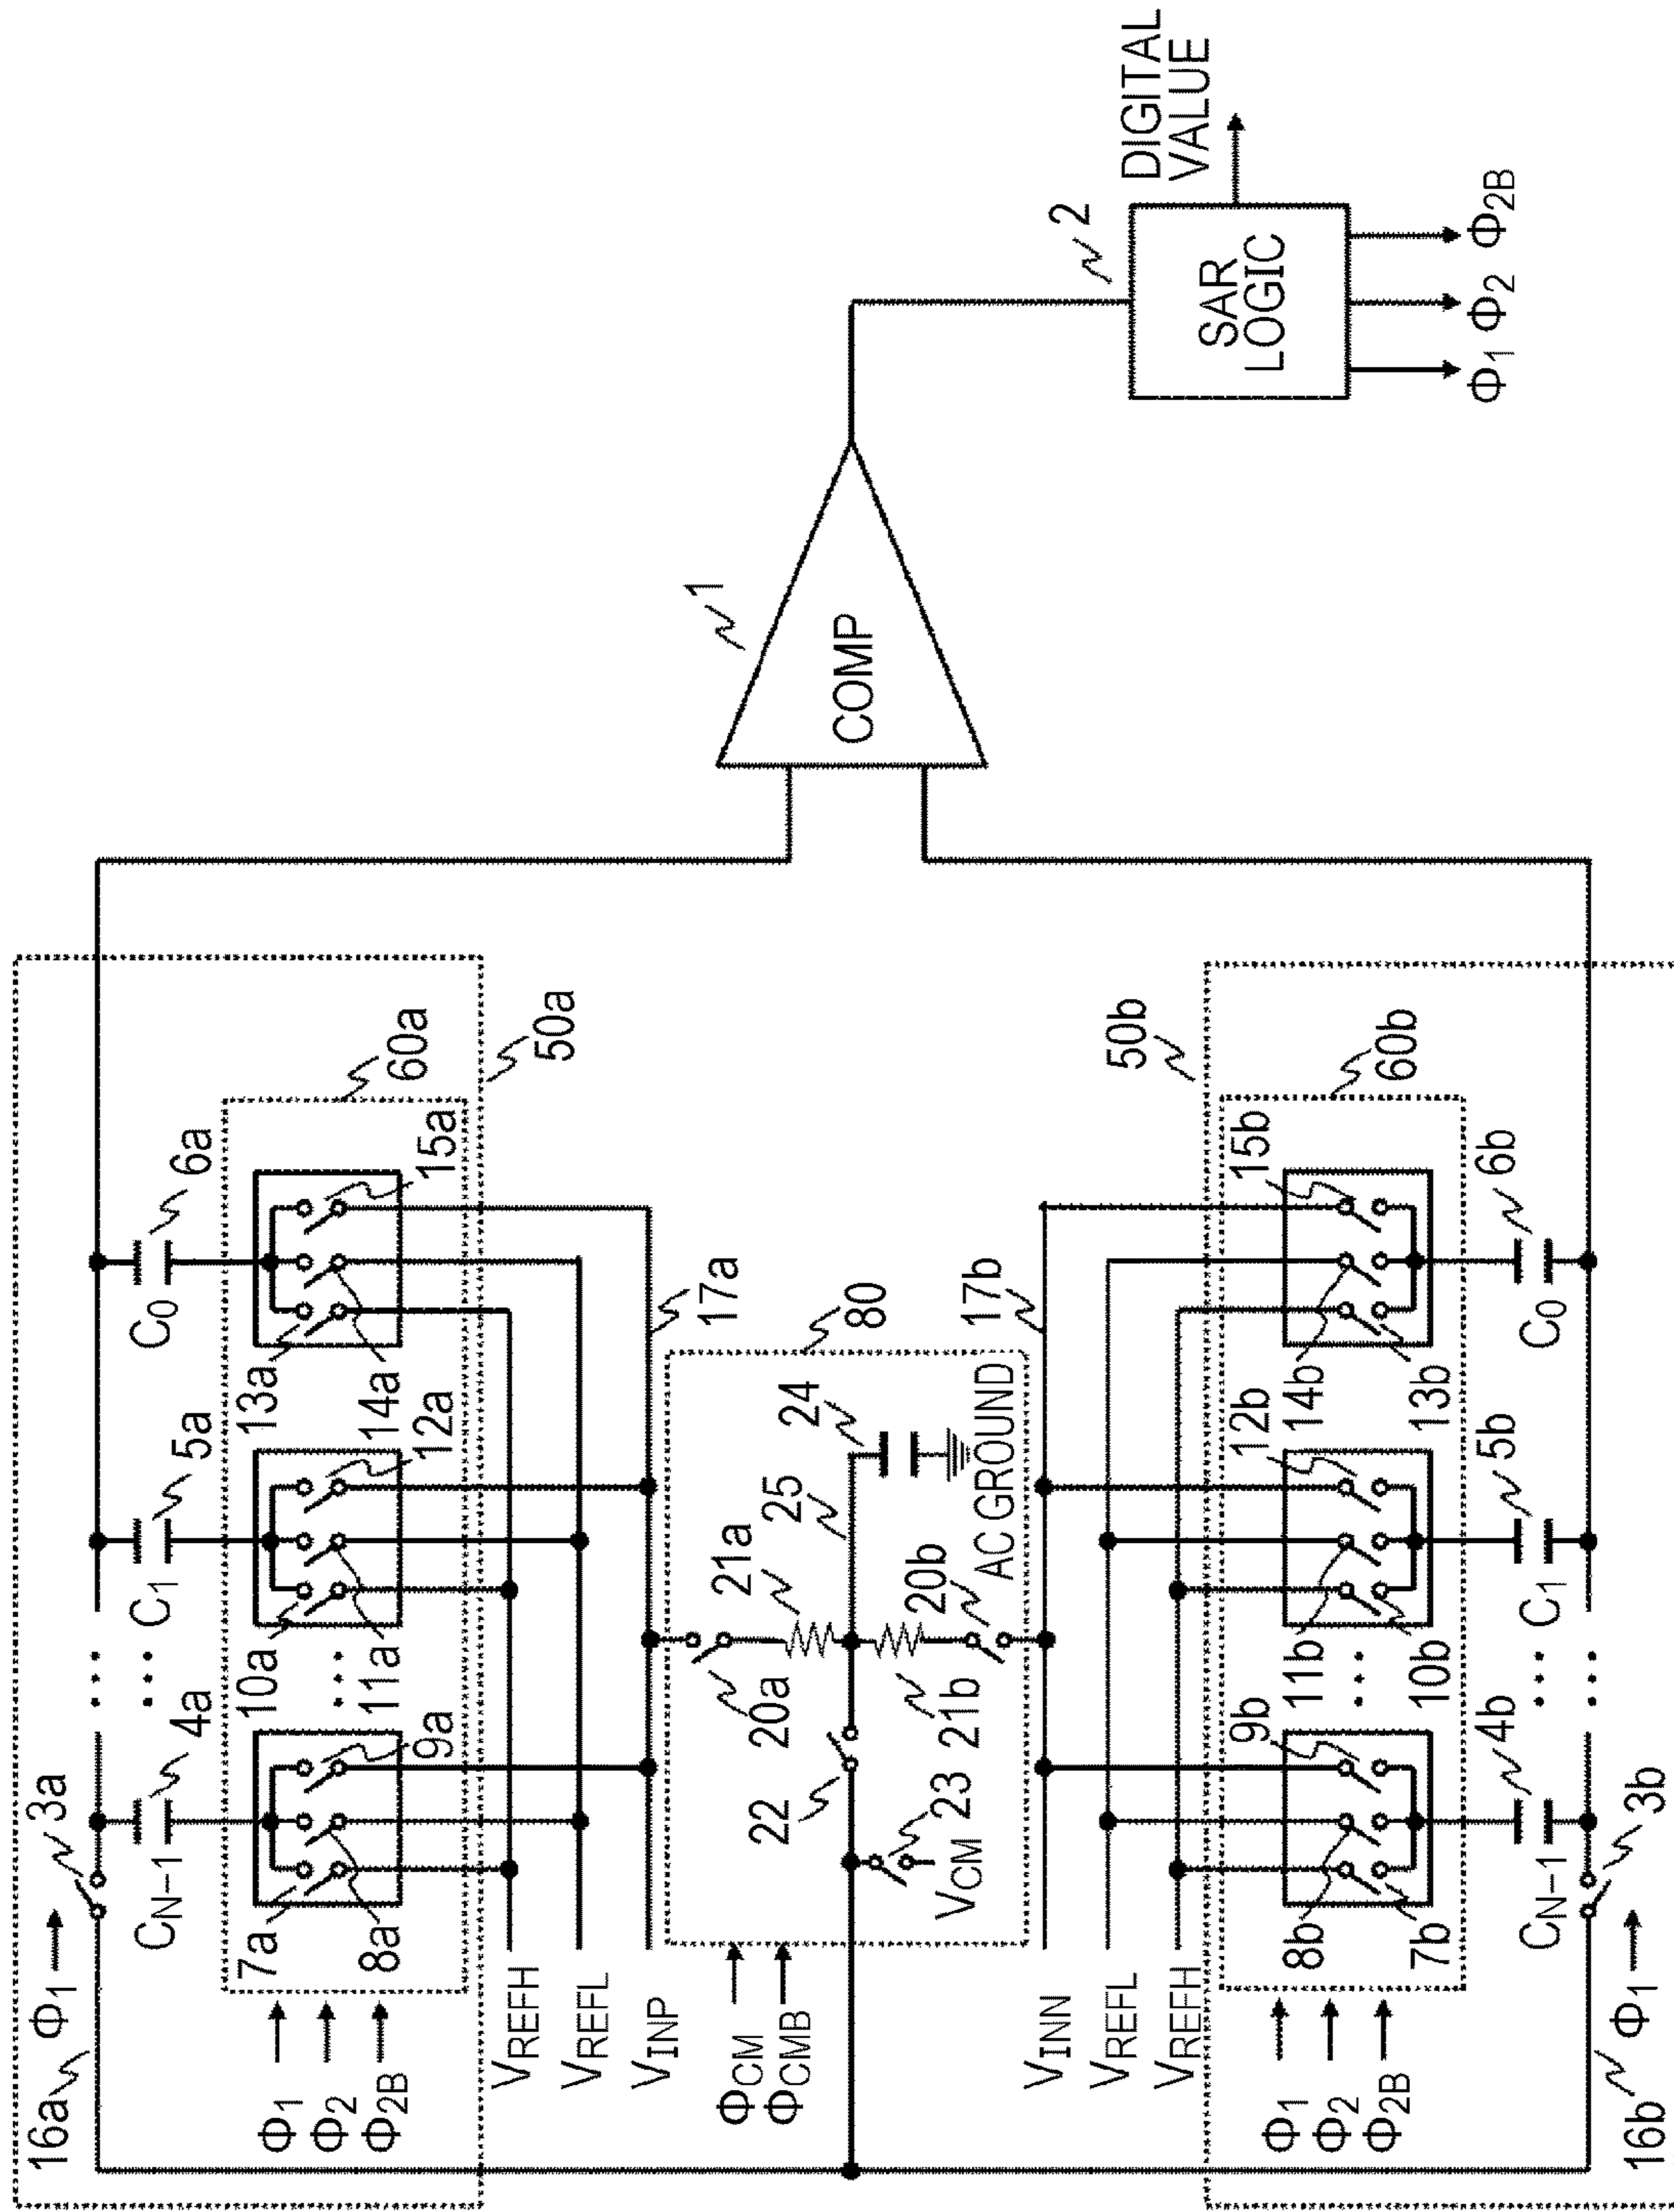 16a Φ1 3a
CN−1 4a
C1 5a
C0 6a
7a 8a 9a
10a 11a 12a
13a 14a 15a
60a
50a
Φ1
Φ2
Φ2B
VREFH
VREFL
VINP
17a
ΦCM
ΦCMB
20a 21a
22 25 24
23 VCM
21b 20b
AC GROUND
80
17b
VINN
VREFL
VREFH
50b
60b
Φ1
Φ2
Φ2B
8b 7b 9b
11b 10b 12b
14b 13b 15b
CN−1 4b
C1 5b
C0 6b
16b Φ1 3b
COMP
1
SAR
LOGIC
2
DIGITAL
VALUE
Φ1 Φ2 Φ2B